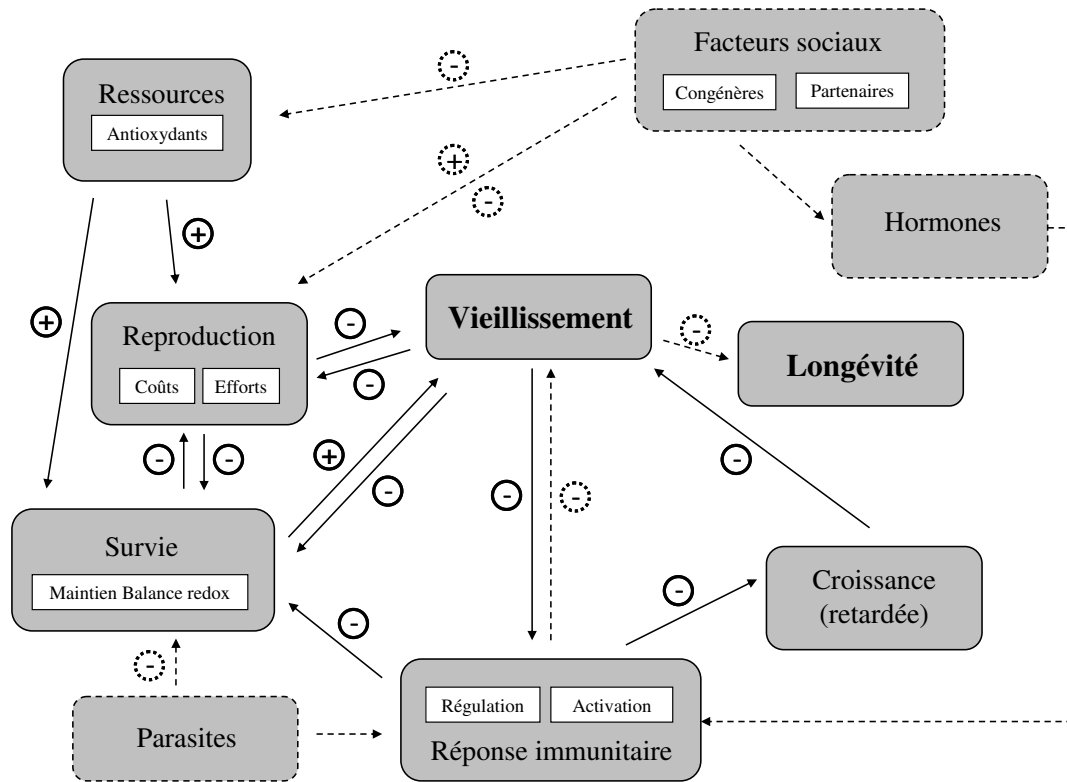 Facteurs sociaux
Congénères
Partenaires
-
Ressources
Antioxydants
+
-
+
Hormones
+
Vieillissement
-
-
Longévité
Reproduction
Coûts
Efforts
-
-
-
+
-
-
-
-
Survie
Maintien Balance redox
Croissance
(retardée)
-
-
-
Régulation
Activation
Réponse immunitaire
Parasites